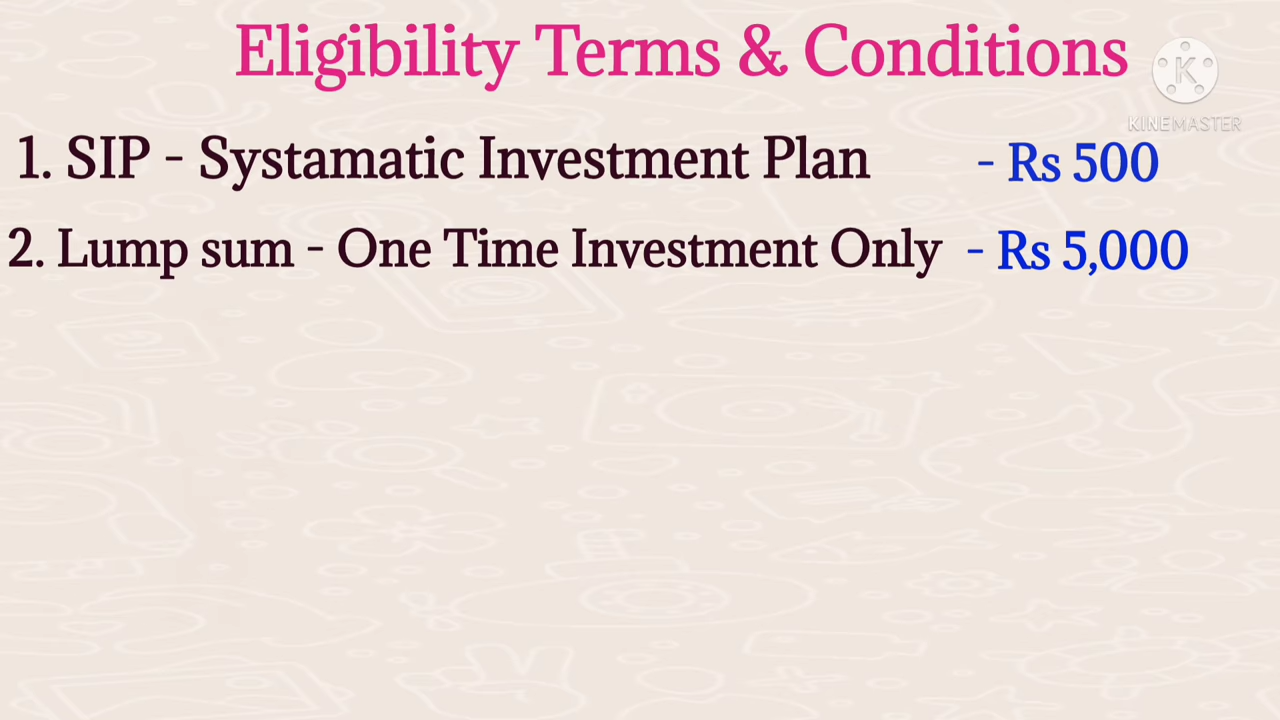 Eligibility Terms & Conditions
K
KINEMASTER
1. SIP - Systamatic Investment Plan - Rs 500
2. Lump sum - One Time Investment Only - Rs 5,000